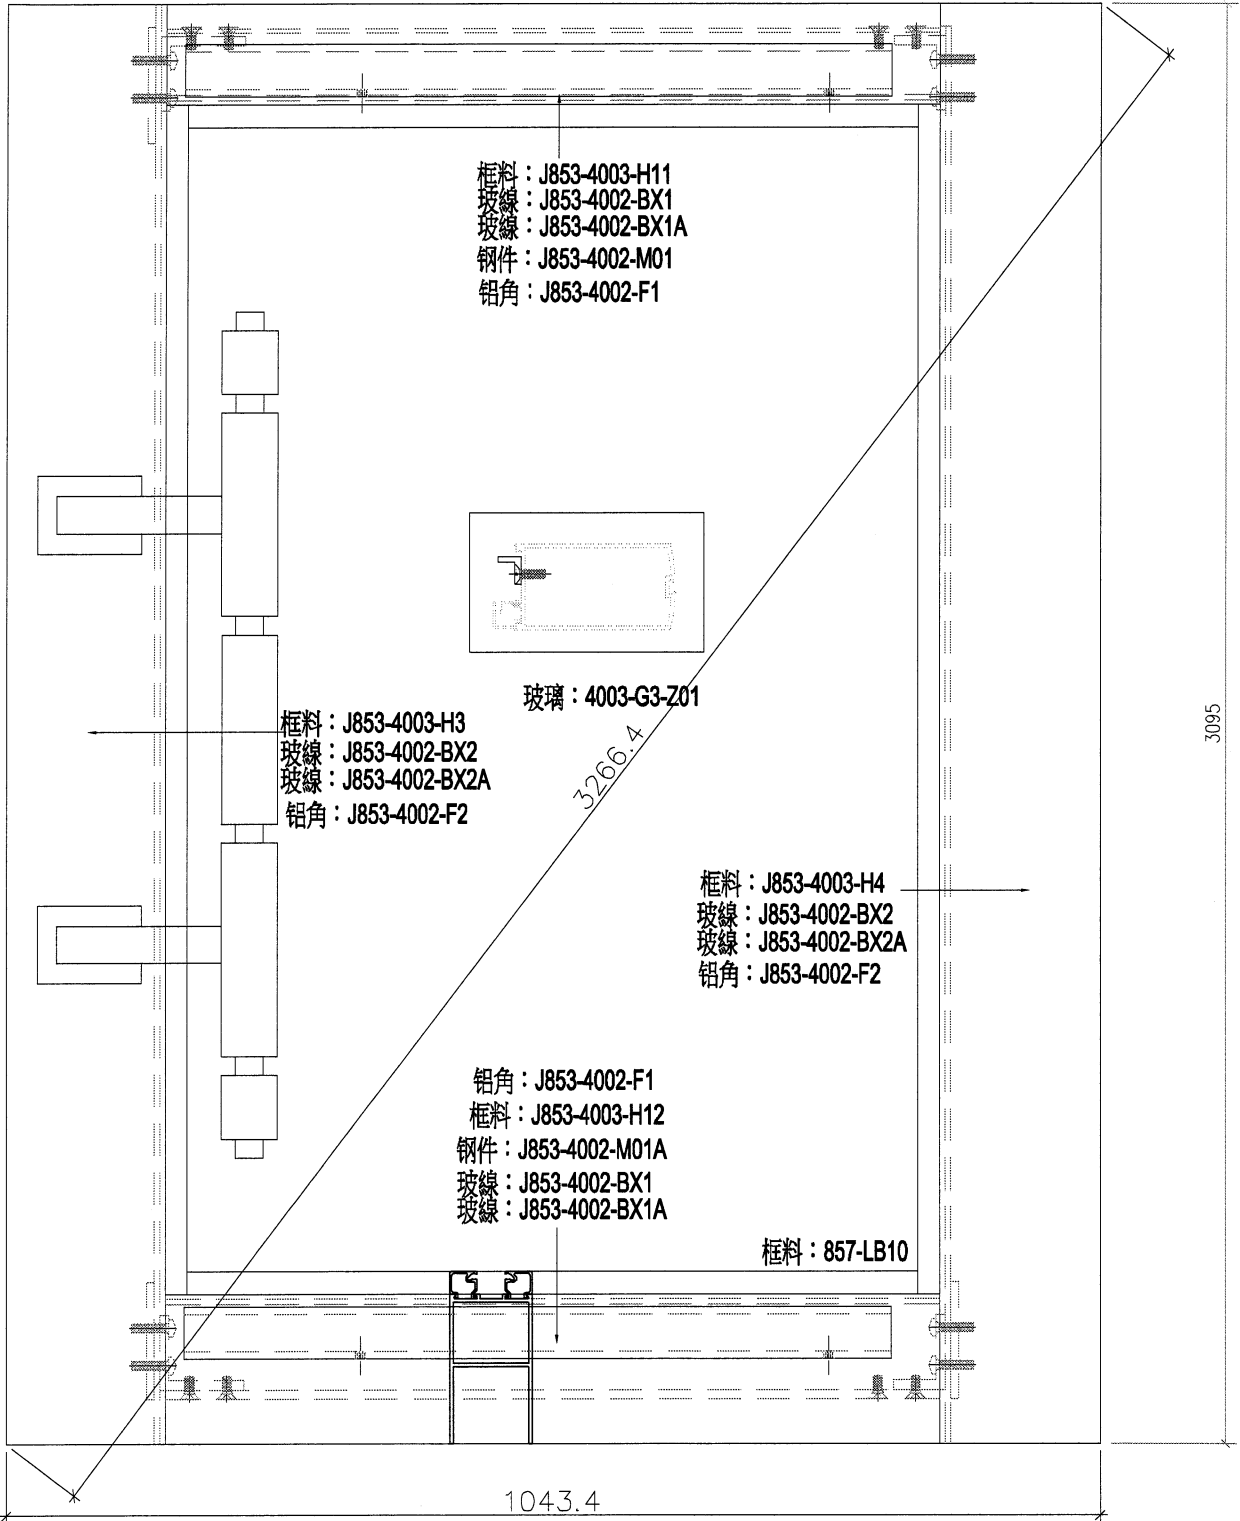 框料：J853-4003-H11
玻線：J853-4002-BX1
玻線：J853-4002-BX1A
钢件：J853-4002-M01
铝角：J853-4002-F1
玻璃：4003-G3-Z01
框料：J853-4003-H3
玻線：J853-4002-BX2
玻線：J853-4002-BX2A
铝角：J853-4002-F2
3266.4
3095
框料：J853-4003-H4
玻線：J853-4002-BX2
玻線：J853-4002-BX2A
铝角：J853-4002-F2
铝角：J853-4002-F1
框料：J853-4003-H12
钢件：J853-4002-M01A
玻線：J853-4002-BX1
玻線：J853-4002-BX1A
框料：857-LB10
1043.4